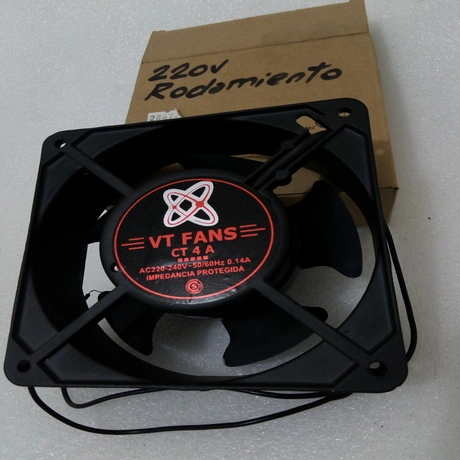 220v
Rodamiento
VT FANS
CT 4 A
AC220-240V~50/60Hz 0.14A
IMPEDANCIA PROTEGIDA